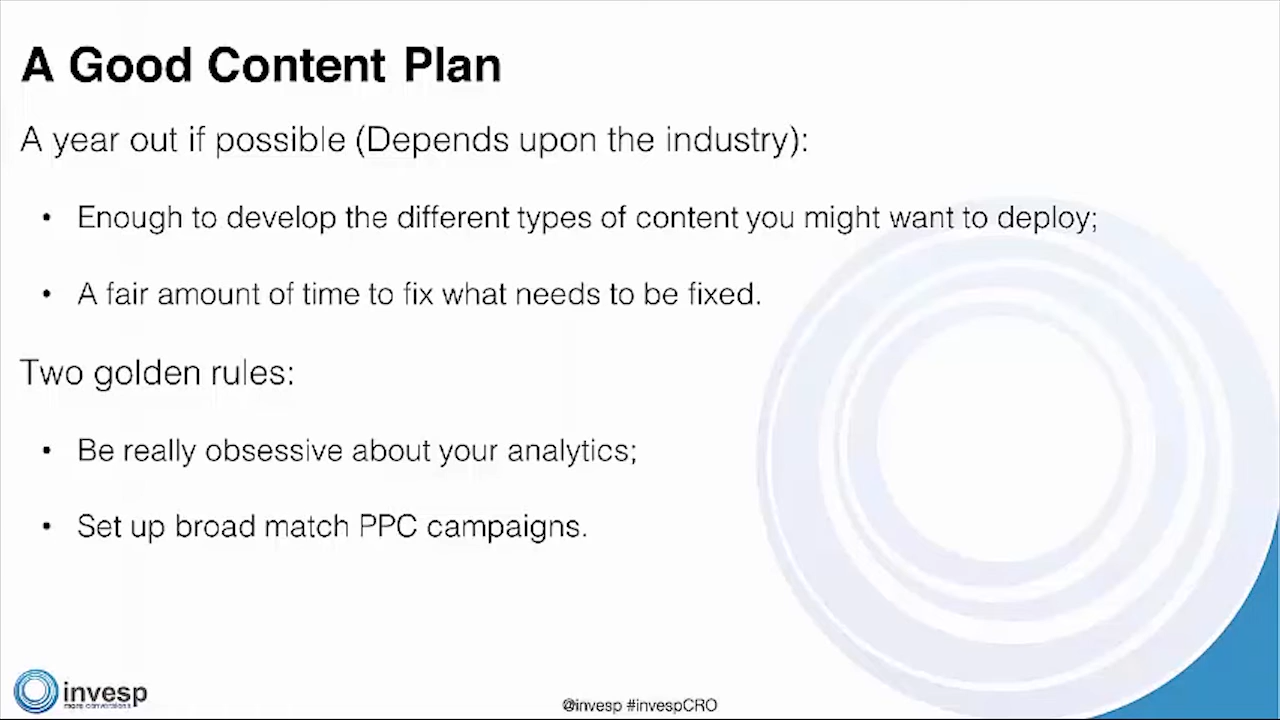 A Good Content Plan
A year out if possible (Depends upon the industry):
• Enough to develop the different types of content you might want to deploy;
• A fair amount of time to fix what needs to be fixed.
Two golden rules:
• Be really obsessive about your analytics;
• Set up broad match PPC campaigns.
invesp
more conversions
@invesp #invespCRO